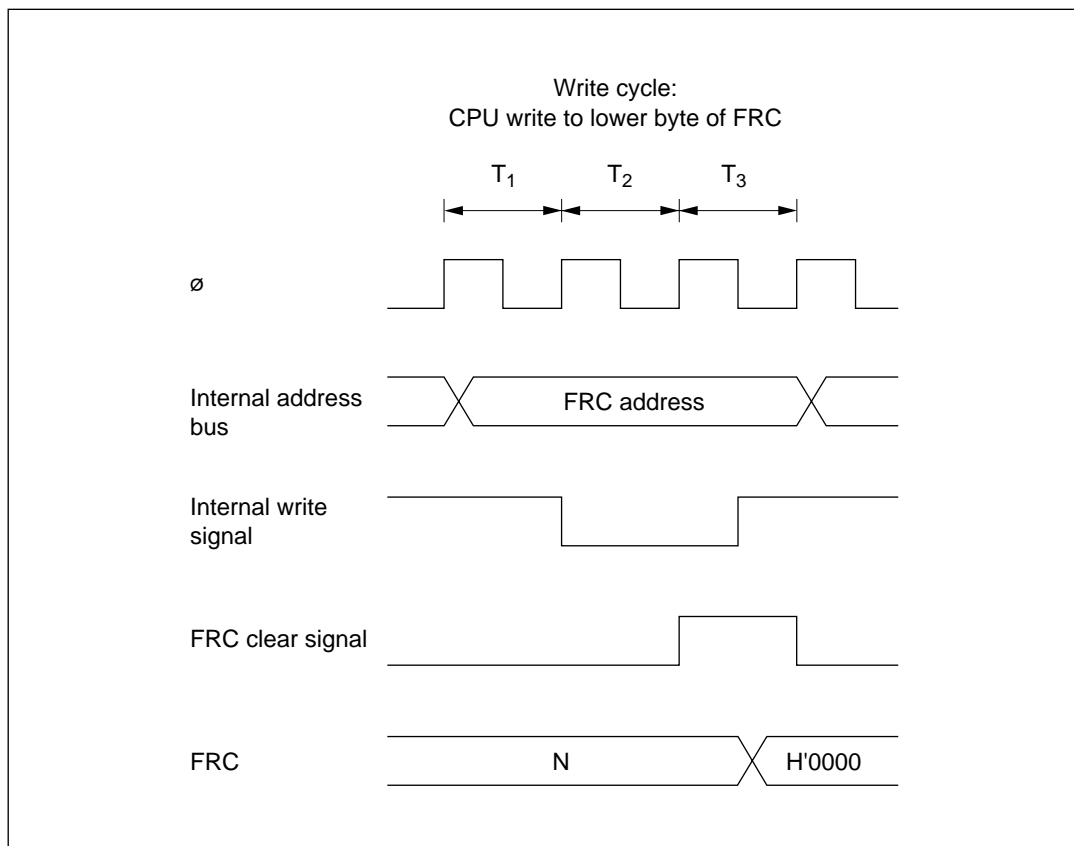 Write cycle:
CPU write to lower byte of FRC
T1 T2 T3
ø
Internal address
bus
FRC address
Internal write
signal
FRC clear signal
FRC
N
H'0000